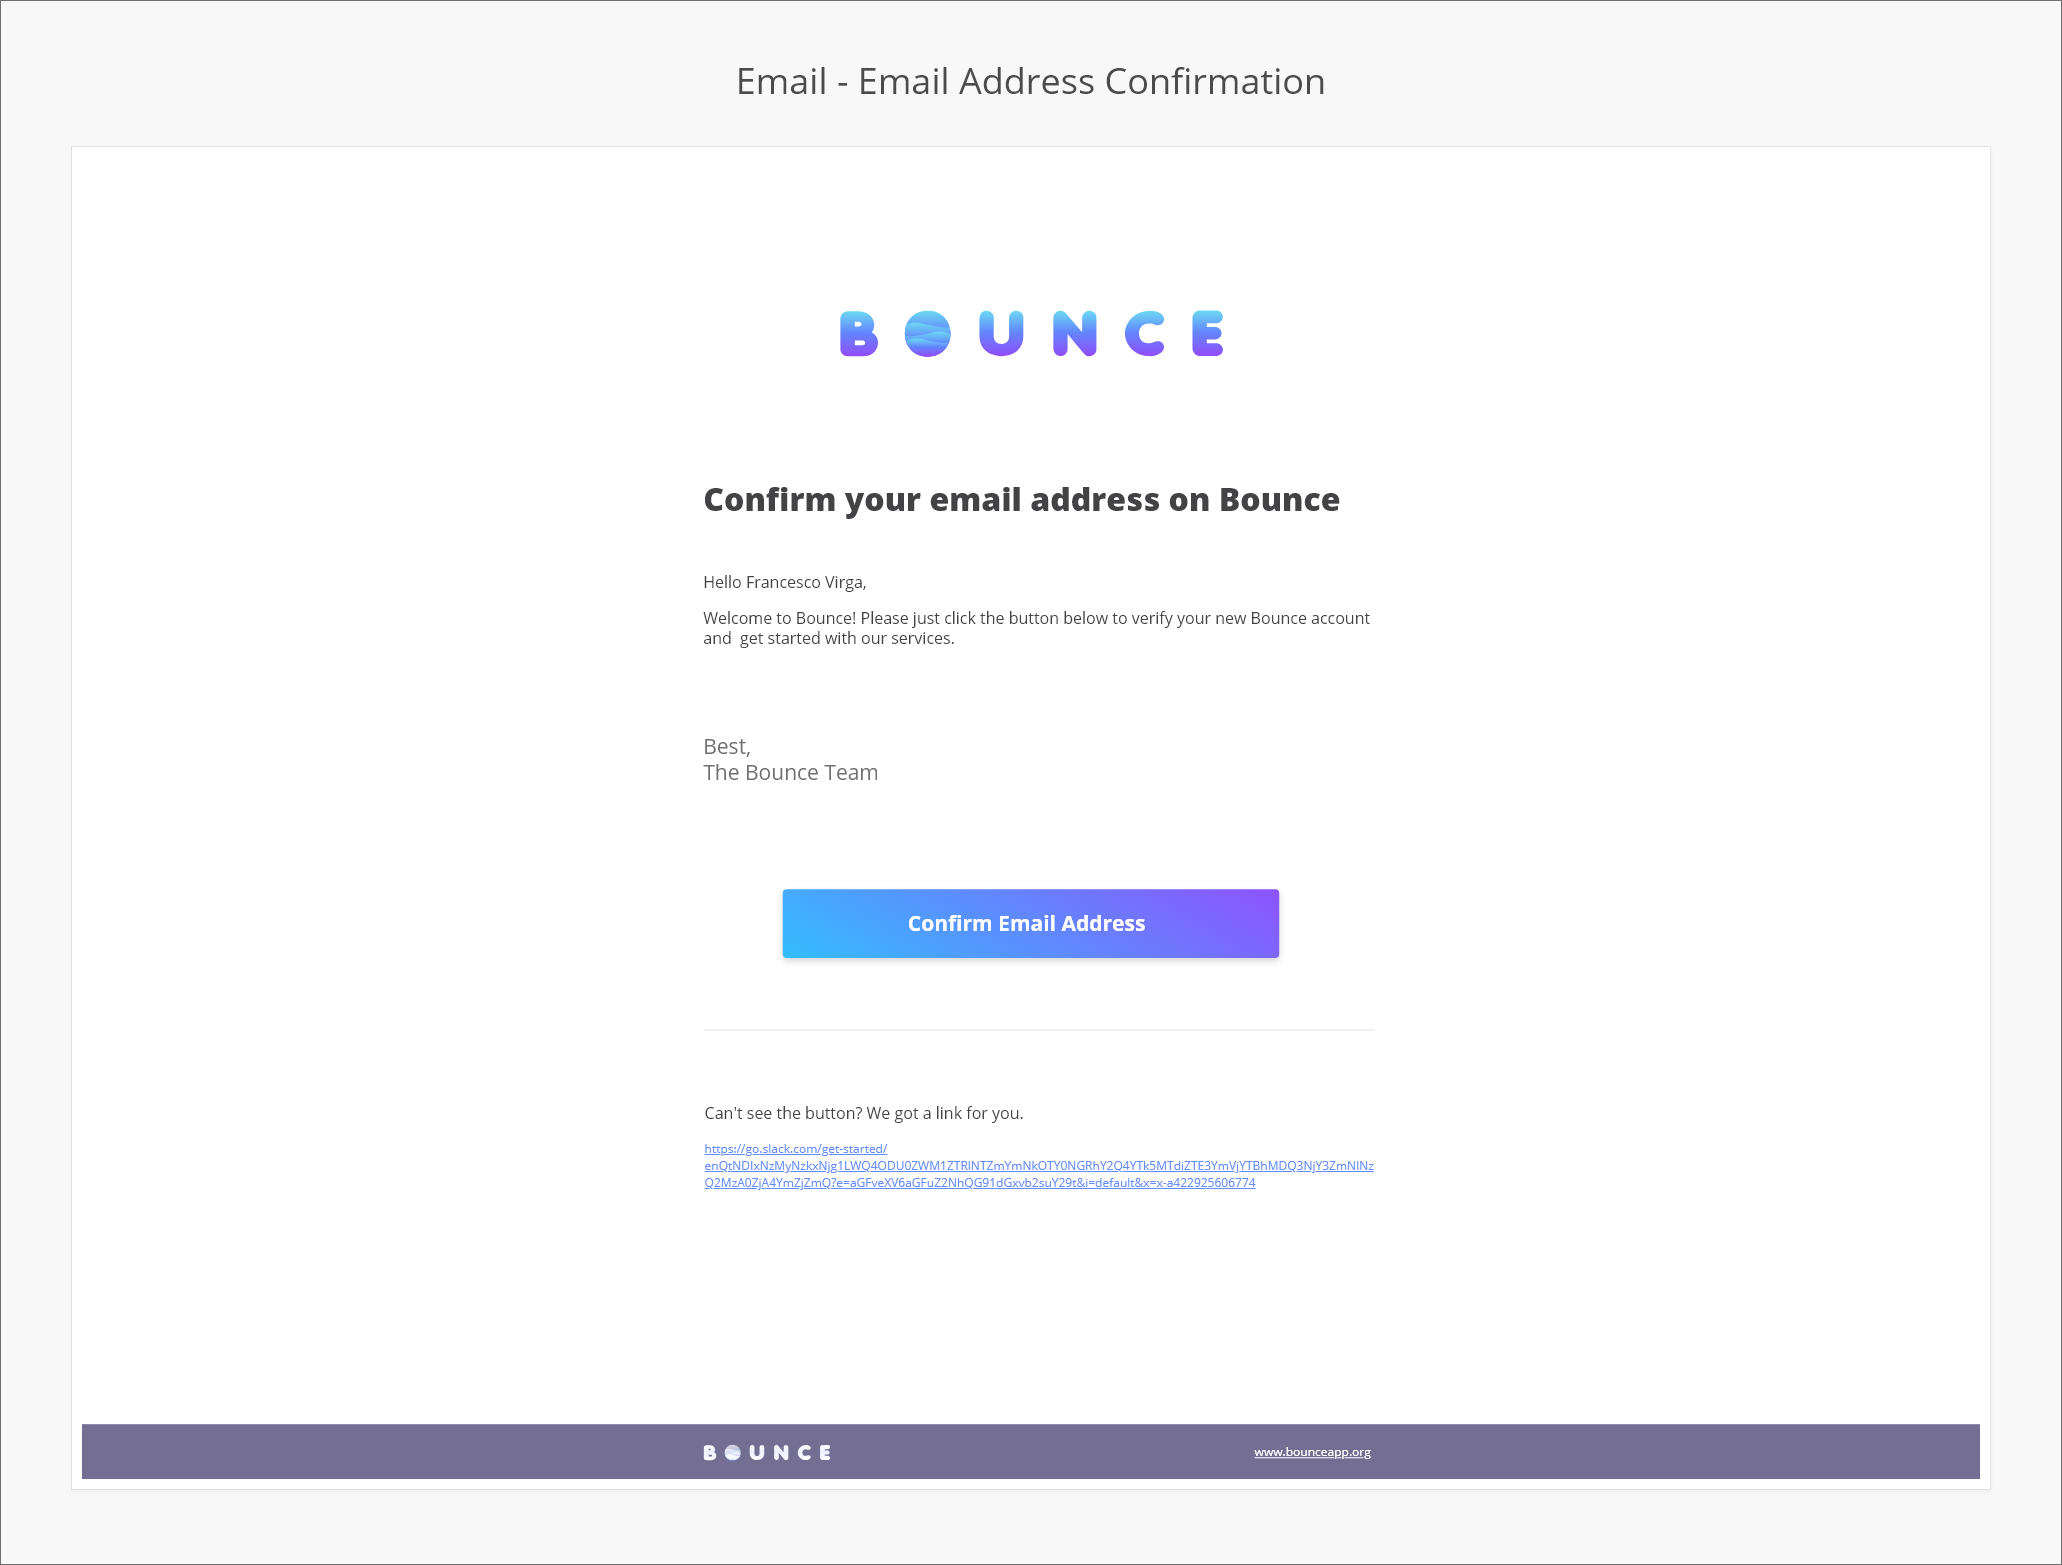 Email - Email Address Confirmation
BOUNCE
Confirm your email address on Bounce
Hello Francesco Virga,
Welcome to Bounce! Please just click the button below to verify your new Bounce account
and  get started with our services.
Best,
The Bounce Team
Confirm Email Address
Can't see the button? We got a link for you.
https://go.slack.com/get-started/
enQtNDIxNzMyNzkxNjg1LWQ4ODU0ZWM1ZTRlNTZmYmNkOTY0NGRhY2Q4YTk5MTdiZTE3YmVjYTBhMDQ3NjY3ZmNlNz
Q2MzA0ZjA4YmZjZmQ?e=aGFveXV6aGFuZ2NhQG91dGxvb2suY29t&i=default&x=x-a422925606774
BOUNCE
www.bounceapp.org